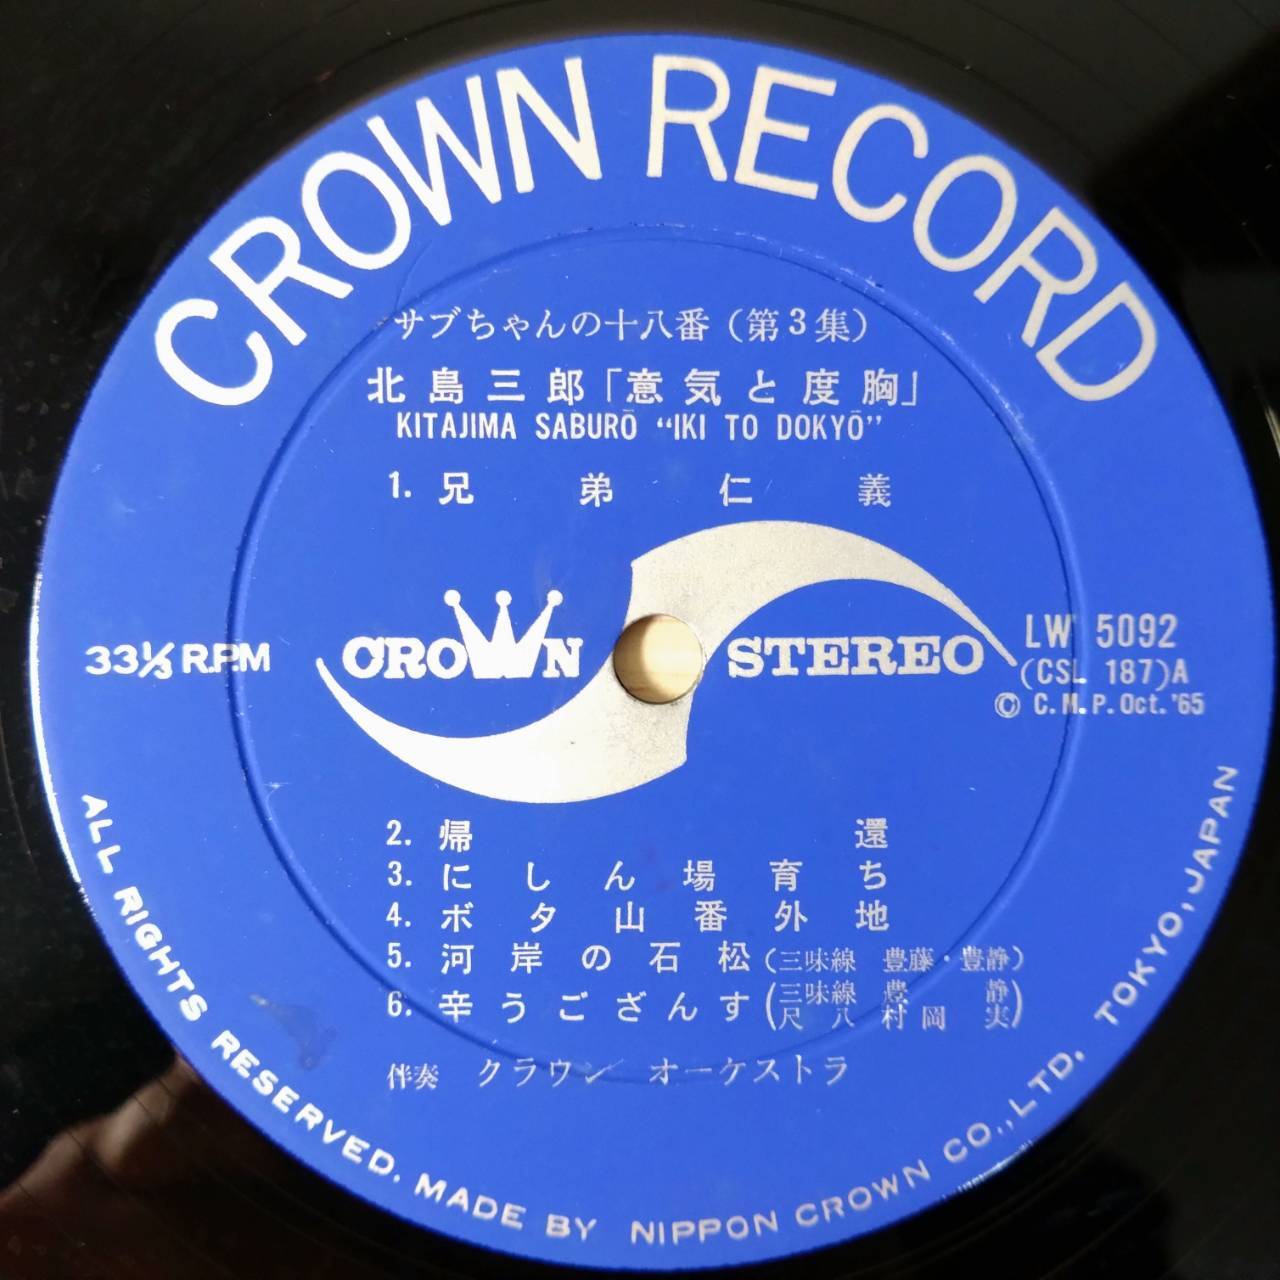 CROWN RECORD
サブちゃんの十八番(第3集)
北島三郎「意気と度胸」
KITAJIMA SABURŌ “IKI TO DOKYŌ”
1. 兄弟仁義
33⅓ R.P.M
CROWN STEREO
LW 5092
(CSL 187)A
© C.M.P. Oct. '65
2. 帰還
3. にしん場育ち
4. ボタ山番外地
5. 河岸の石松(三味線 豊藤・豊静)
6. 辛うござんす(三味線 豊静 尺八 村岡実)
伴奏 クラウン オーケストラ
ALL RIGHTS RESERVED. MADE BY NIPPON CROWN CO., LTD. TOKYO, JAPAN